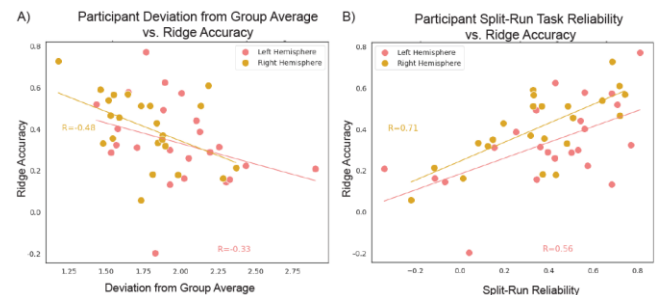 A)
Participant Deviation from Group Average
vs. Ridge Accuracy
Left Hemisphere
Right Hemisphere
0.8
0.6
0.4
0.2
0.0
-0.2
Ridge Accuracy
R=-0.48
R=-0.33
1.25
1.50
1.75
2.00
2.25
2.50
2.75
Deviation from Group Average
B)
Participant Split-Run Task Reliability
vs. Ridge Accuracy
Left Hemisphere
Right Hemisphere
0.8
0.6
0.4
0.2
0.0
-0.2
Ridge Accuracy
R=0.71
R=0.56
-0.2
0.0
0.2
0.4
0.6
0.8
Split-Run Reliability